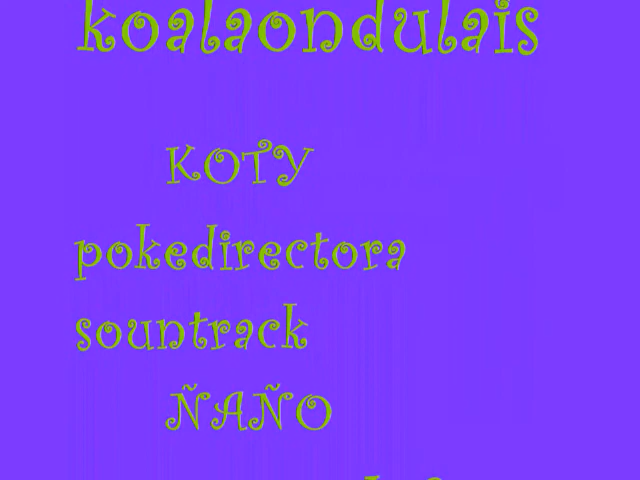 koalaondulais
KOTY
pokedirectora
sountrack
ÑAÑO